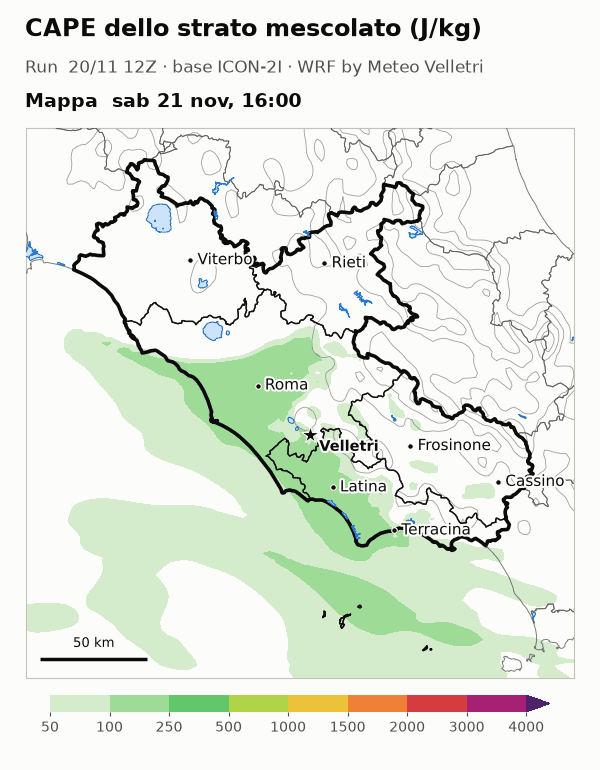 CAPE dello strato mescolato (J/kg)
Run  20/11 12Z · base ICON-2I · WRF by Meteo Velletri
Mappa  sab 21 nov, 16:00
Viterbo
Rieti
Roma
Velletri
Frosinone
Cassino
Latina
Terracina
50 km
50 100 250 500 1000 1500 2000 3000 4000